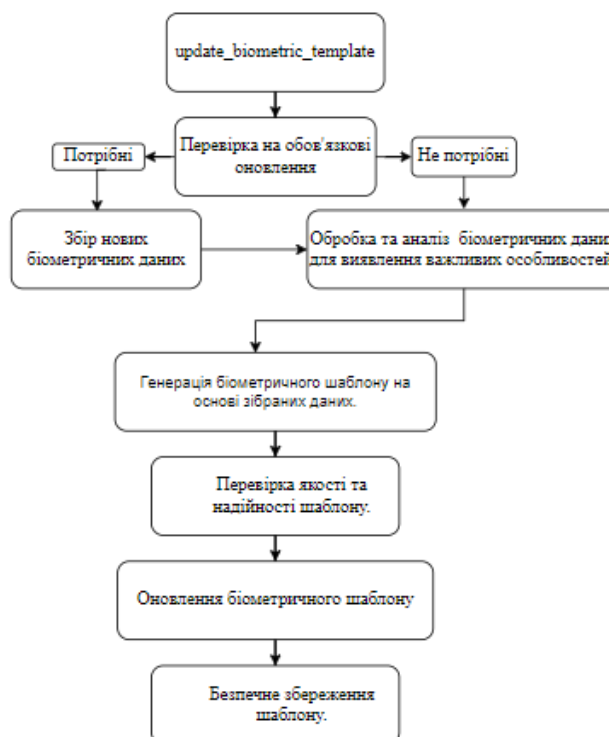 update_biometric_template
Перевірка на обов'язкові
оновлення
Потрібні
Не потрібні
Збір нових
біометричних даних
Обробка та аналіз біометричних даних
для виявлення важливих особливостей
Генерація біометричного шаблону на
основі зібраних даних.
Перевірка якості та
надійності шаблону.
Оновлення біометричного шаблону
Безпечне збереження
шаблону.